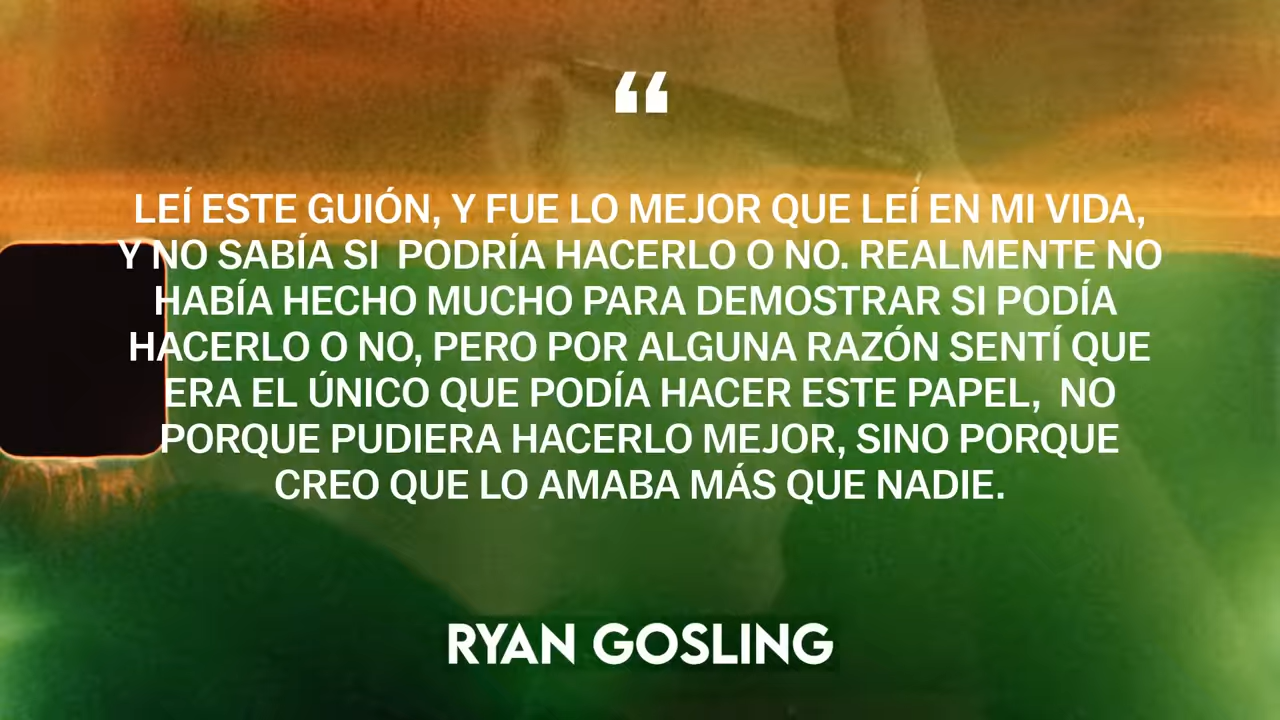 “
LEÍ ESTE GUIÓN, Y FUE LO MEJOR QUE LEÍ EN MI VIDA,
Y NO SABÍA SI  PODRÍA HACERLO O NO. REALMENTE NO
HABÍA HECHO MUCHO PARA DEMOSTRAR SI PODÍA
HACERLO O NO, PERO POR ALGUNA RAZÓN SENTÍ QUE
ERA EL ÚNICO QUE PODÍA HACER ESTE PAPEL,  NO
PORQUE PUDIERA HACERLO MEJOR, SINO PORQUE
CREO QUE LO AMABA MÁS QUE NADIE.
RYAN GOSLING